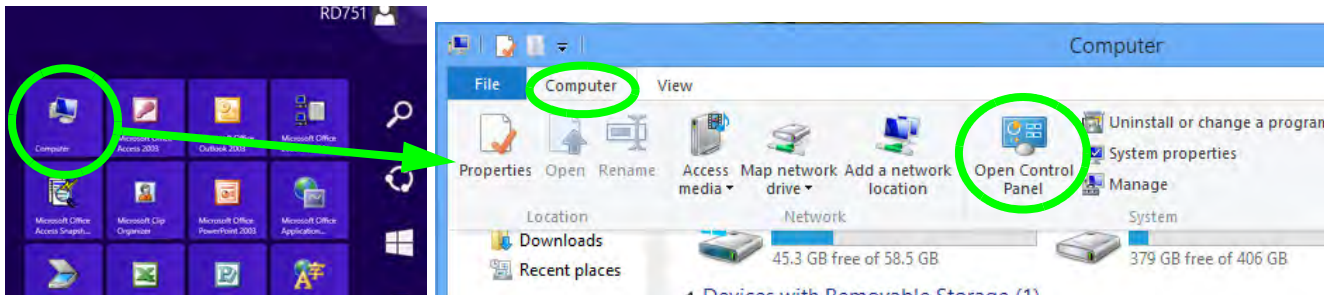 RD751
Computer
Microsoft Office
Access 2003
Microsoft Office
Outlook 2003
Microsoft Office
Microsoft Office
Access Snapsh...
Microsoft Clip
Organizer
Microsoft Office
PowerPoint 2003
Microsoft Office
Application...
Computer
File Computer View
Properties Open Rename
Access
media
Map network
drive
Add a network
location
Open Control
Panel
Uninstall or change a program
System properties
Manage
Location Network System
Downloads
Recent places
45.3 GB free of 58.5 GB
379 GB free of 406 GB
Devices with Removable Storage (1)